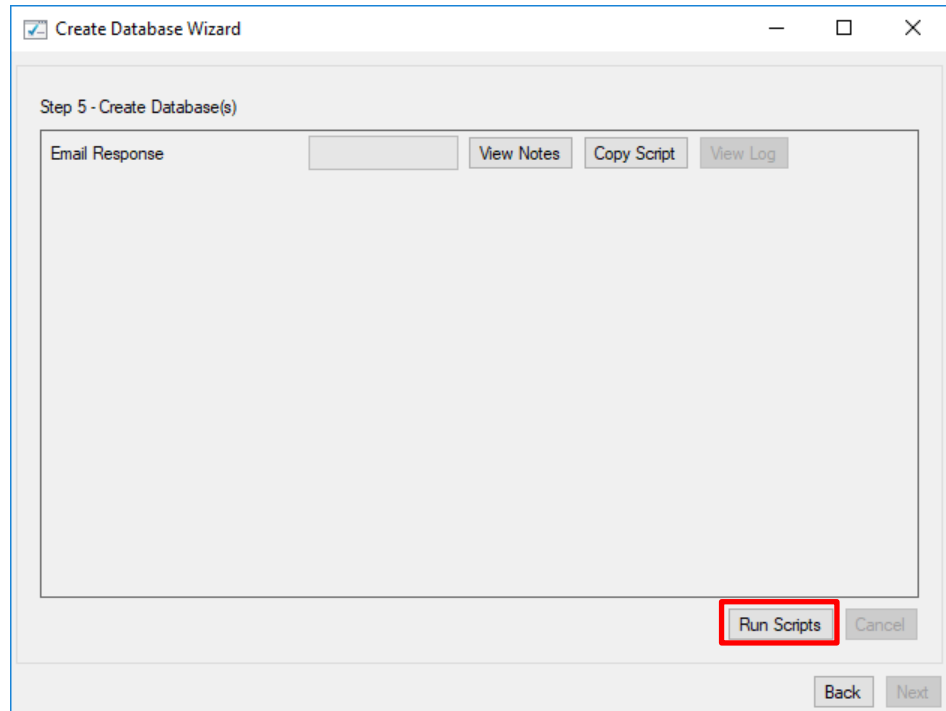 Create Database Wizard
Step 5 - Create Database(s)
Email Response View Notes Copy Script View Log
Run Scripts Cancel
Back Next